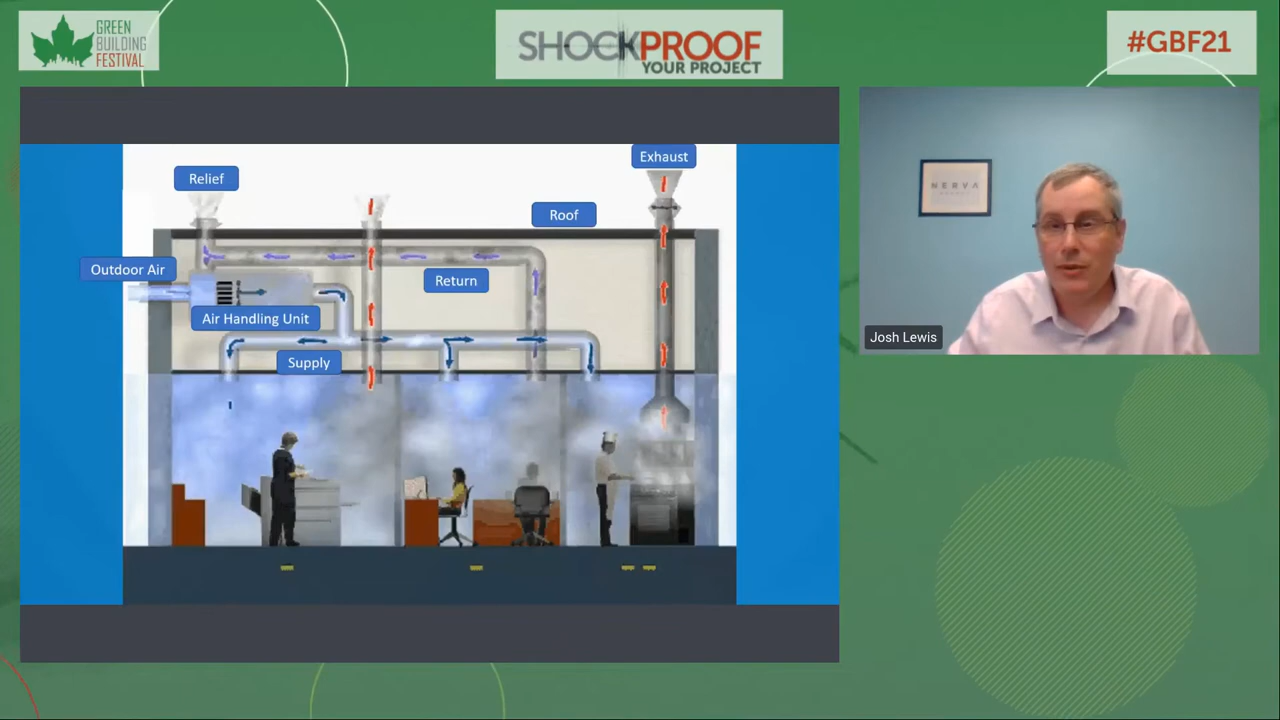 GREEN
BUILDING
FESTIVAL
SHOCKPROOF
YOUR PROJECT
#GBF21
Exhaust
Relief
Roof
Outdoor Air
Return
Air Handling Unit
Supply
NERVA
Josh Lewis